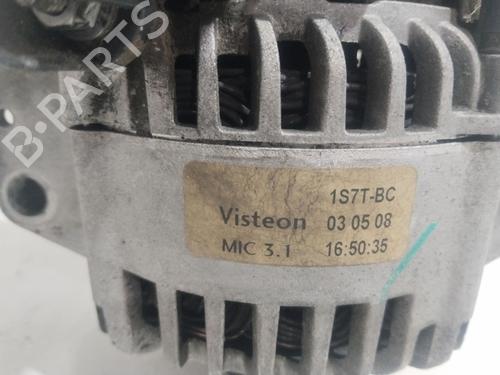 B-PARTS
1S7T-BC
Visteon 03 05 08
MIC 3.1 16:50:35